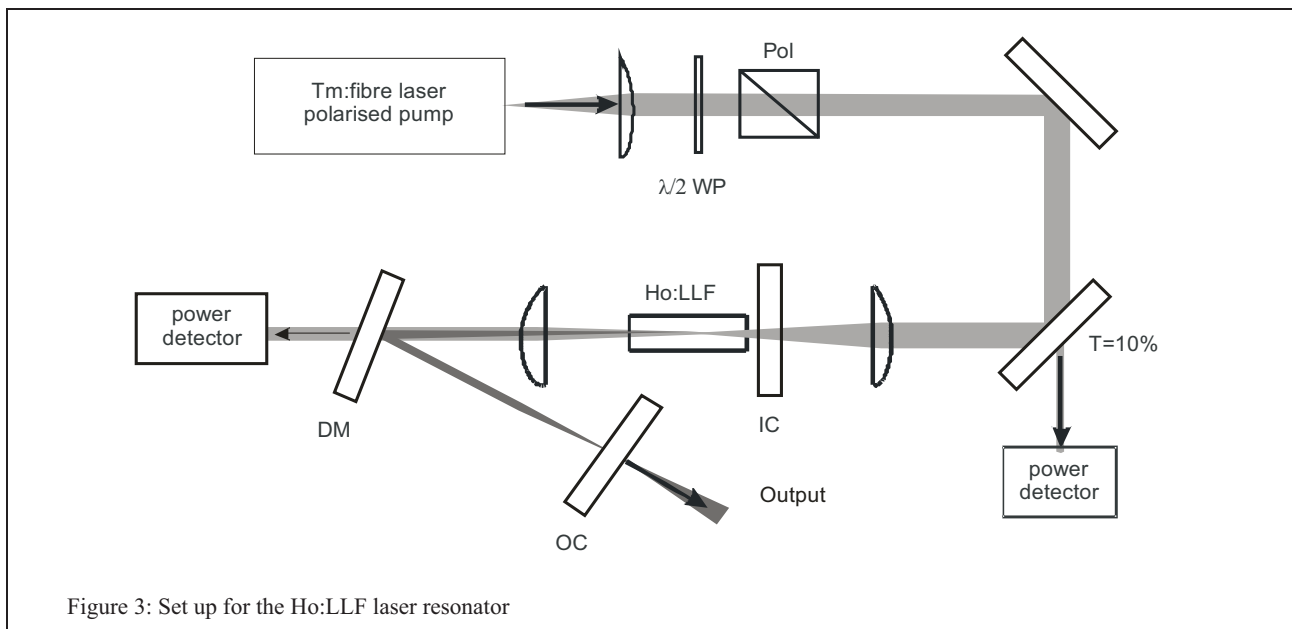 Tm:fibre laser
polarised pump
Pol
λ/2 WP
power
detector
Ho:LLF
T=10%
DM
IC
power
detector
OC
Output
Figure 3: Set up for the Ho:LLF laser resonator